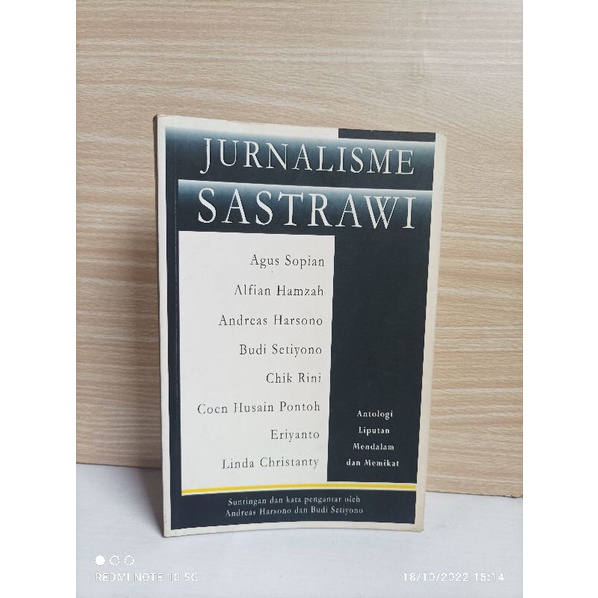 JURNALISME
SASTRAWI
Agus Sopian
Alfian Hamzah
Andreas Harsono
Budi Setiyono
Chik Rini
Coen Husain Pontoh
Eriyanto
Linda Christanty
Antologi
Liputan
Mendalam
dan Memikat
Suntingan dan kata pengantar oleh
Andreas Harsono dan Budi Setiyono
REDMI NOTE 10 5G
18/10/2022 15:14